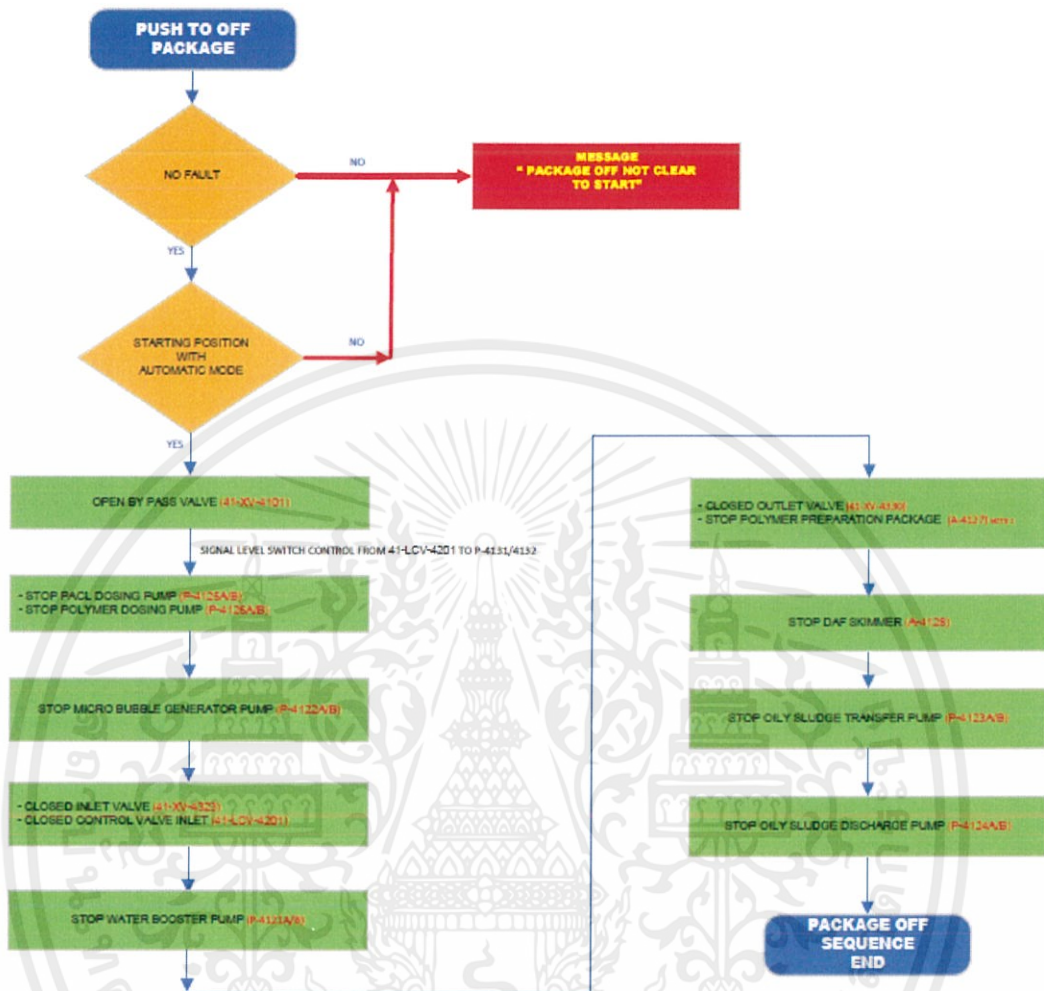 PUSH TO OFF
PACKAGE
NO FAULT
NO
MESSAGE
" PACKAGE OFF NOT CLEAR
TO START"
YES
STARTING POSITION
WITH
AUTOMATIC MODE
NO
YES
OPEN BY PASS VALVE (41-XV-4101)
SIGNAL LEVEL SWITCH CONTROL FROM 41-LCV-4201 TO P-4131/4132
- STOP PACL DOSING PUMP (P-4125A/B)
- STOP POLYMER DOSING PUMP (P-4126A/B)
STOP MICRO BUBBLE GENERATOR PUMP (P-4122A/B)
- CLOSED INLET VALVE
- CLOSED CONTROL VALVE INLET (41-LCV-4201)
STOP WATER BOOSTER PUMP (P-4121A/B)
- CLOSED OUTLET VALVE
- STOP POLYMER PREPARATION PACKAGE (A-4127)
STOP DAF SKIMMER
STOP OILY SLUDGE TRANSFER PUMP (P-4123A/B)
STOP OILY SLUDGE DISCHARGE PUMP (P-4124A/B)
PACKAGE OFF
SEQUENCE
END